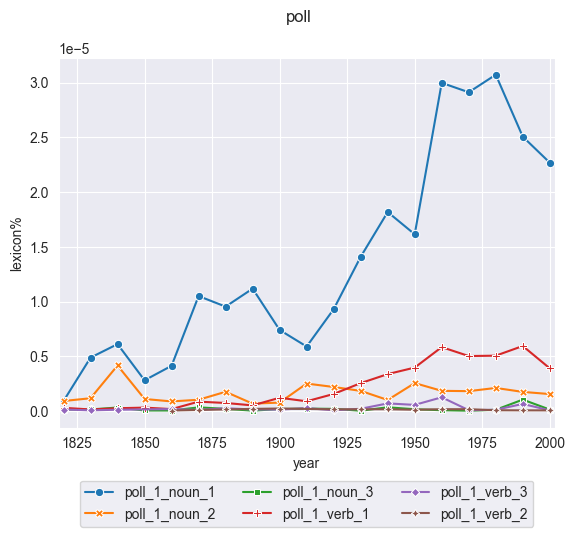 poll
1e−5
3.0
2.5
2.0
1.5
1.0
0.5
0.0
lexicon%
1825 1850 1875 1900 1925 1950 1975 2000
year
poll_1_noun_1 poll_1_noun_3 poll_1_verb_3
poll_1_noun_2 poll_1_verb_1 poll_1_verb_2